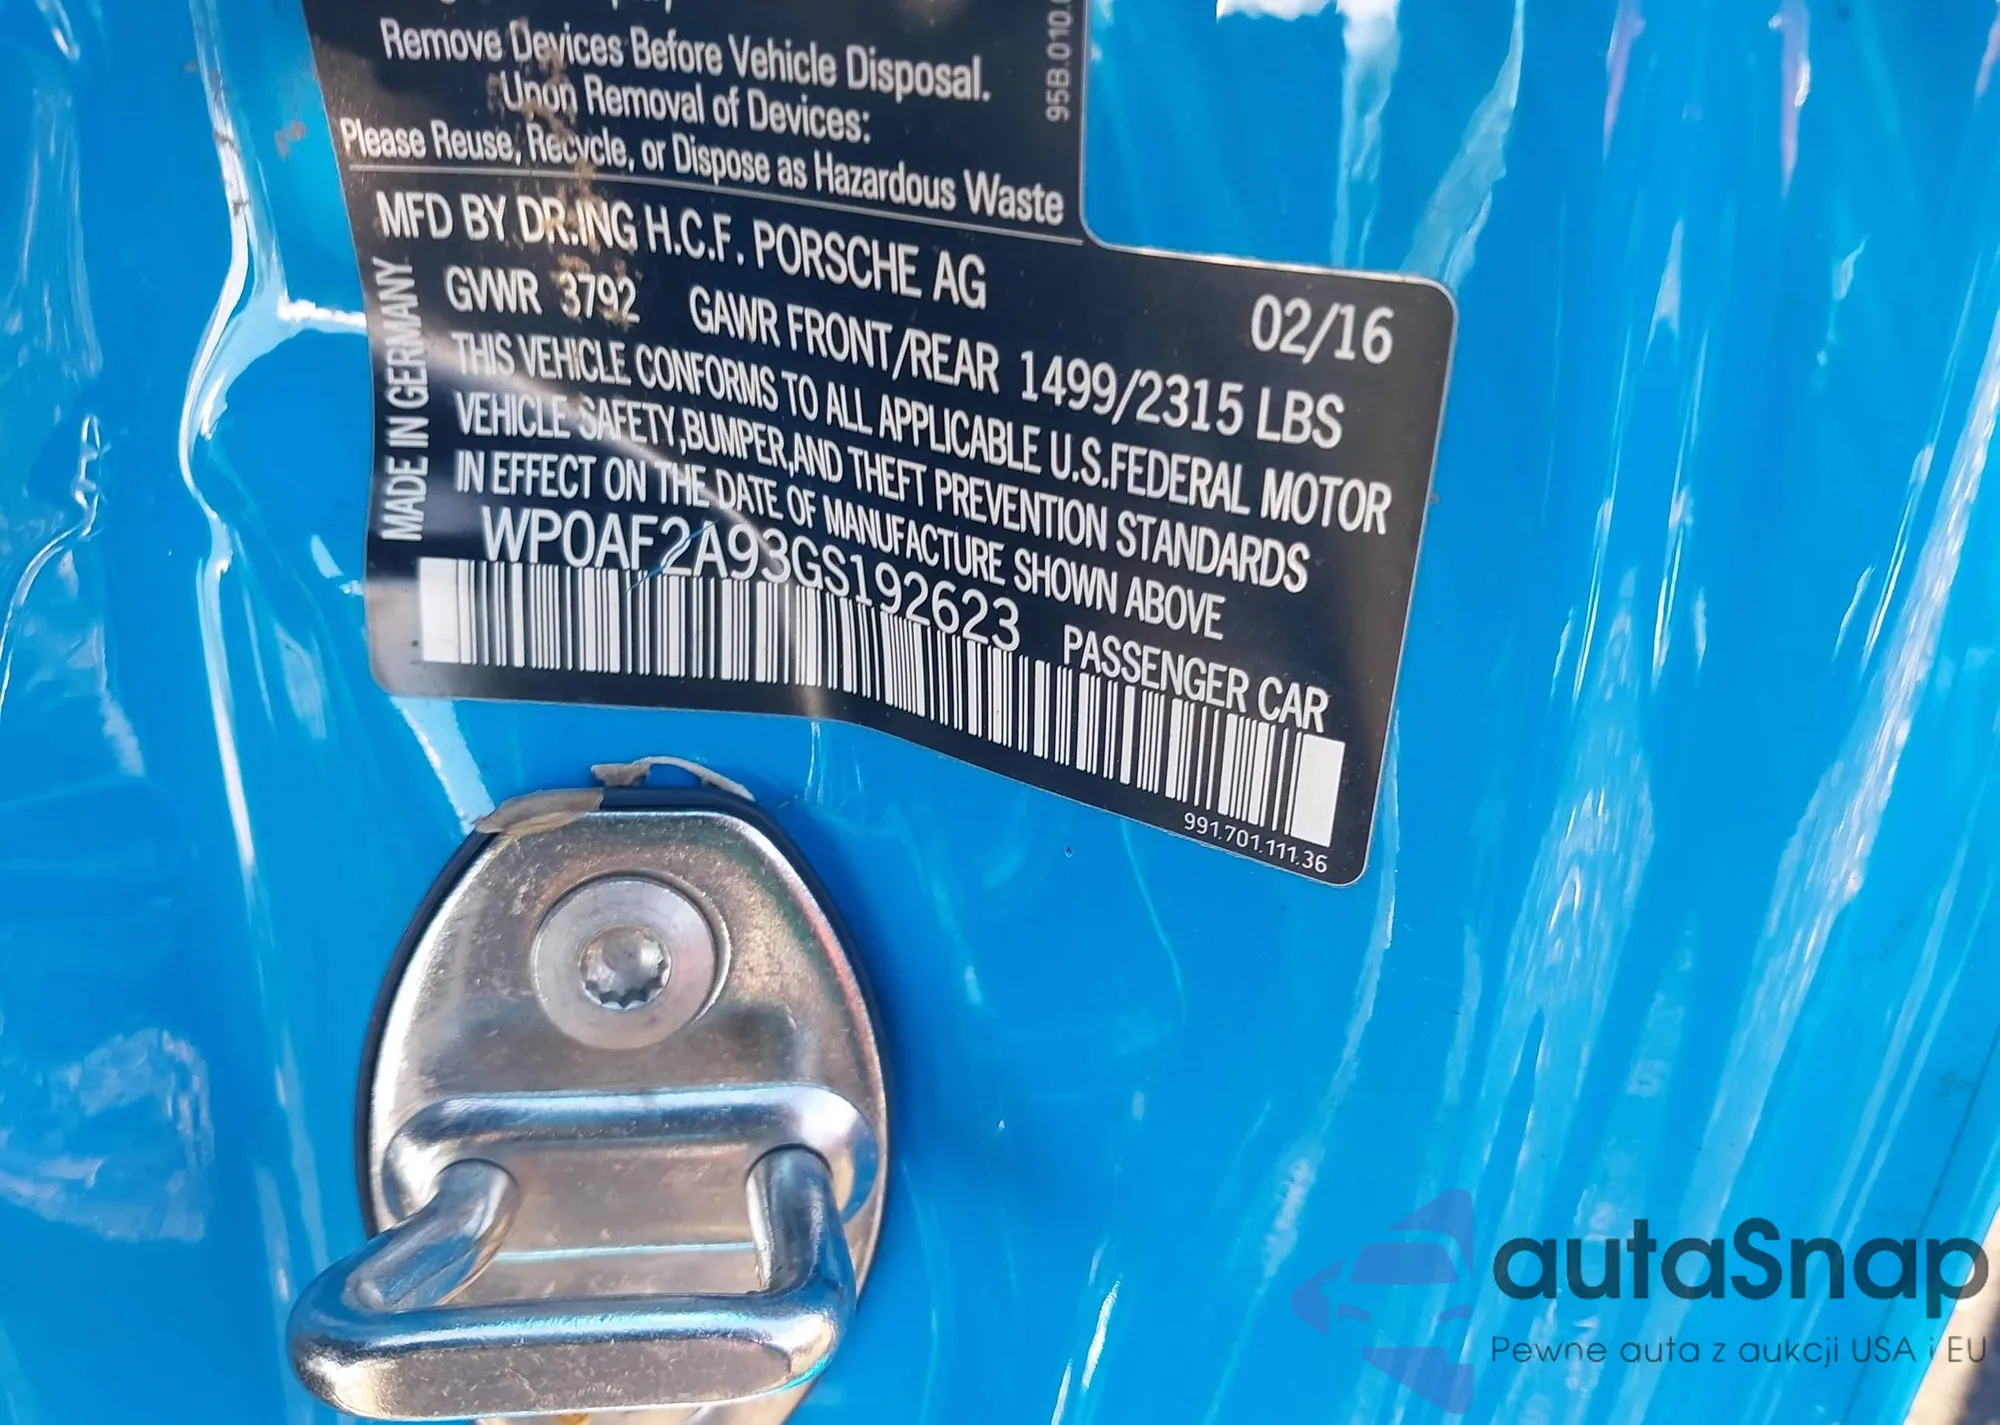 Remove Devices Before Vehicle Disposal.
Upon Removal of Devices:
Please Reuse, Recycle, or Dispose as Hazardous Waste
95B.010.
MFD BY DR.ING H.C.F. PORSCHE AG
02/16
GVWR 3792 GAWR FRONT/REAR 1499/2315 LBS
THIS VEHICLE CONFORMS TO ALL APPLICABLE U.S.FEDERAL MOTOR
VEHICLE SAFETY,BUMPER,AND THEFT PREVENTION STANDARDS
IN EFFECT ON THE DATE OF MANUFACTURE SHOWN ABOVE
WP0AF2A93GS192623
PASSENGER CAR
MADE IN GERMANY
991.701.111.36
autaSnap
Pewne auta z aukcji USA i EU